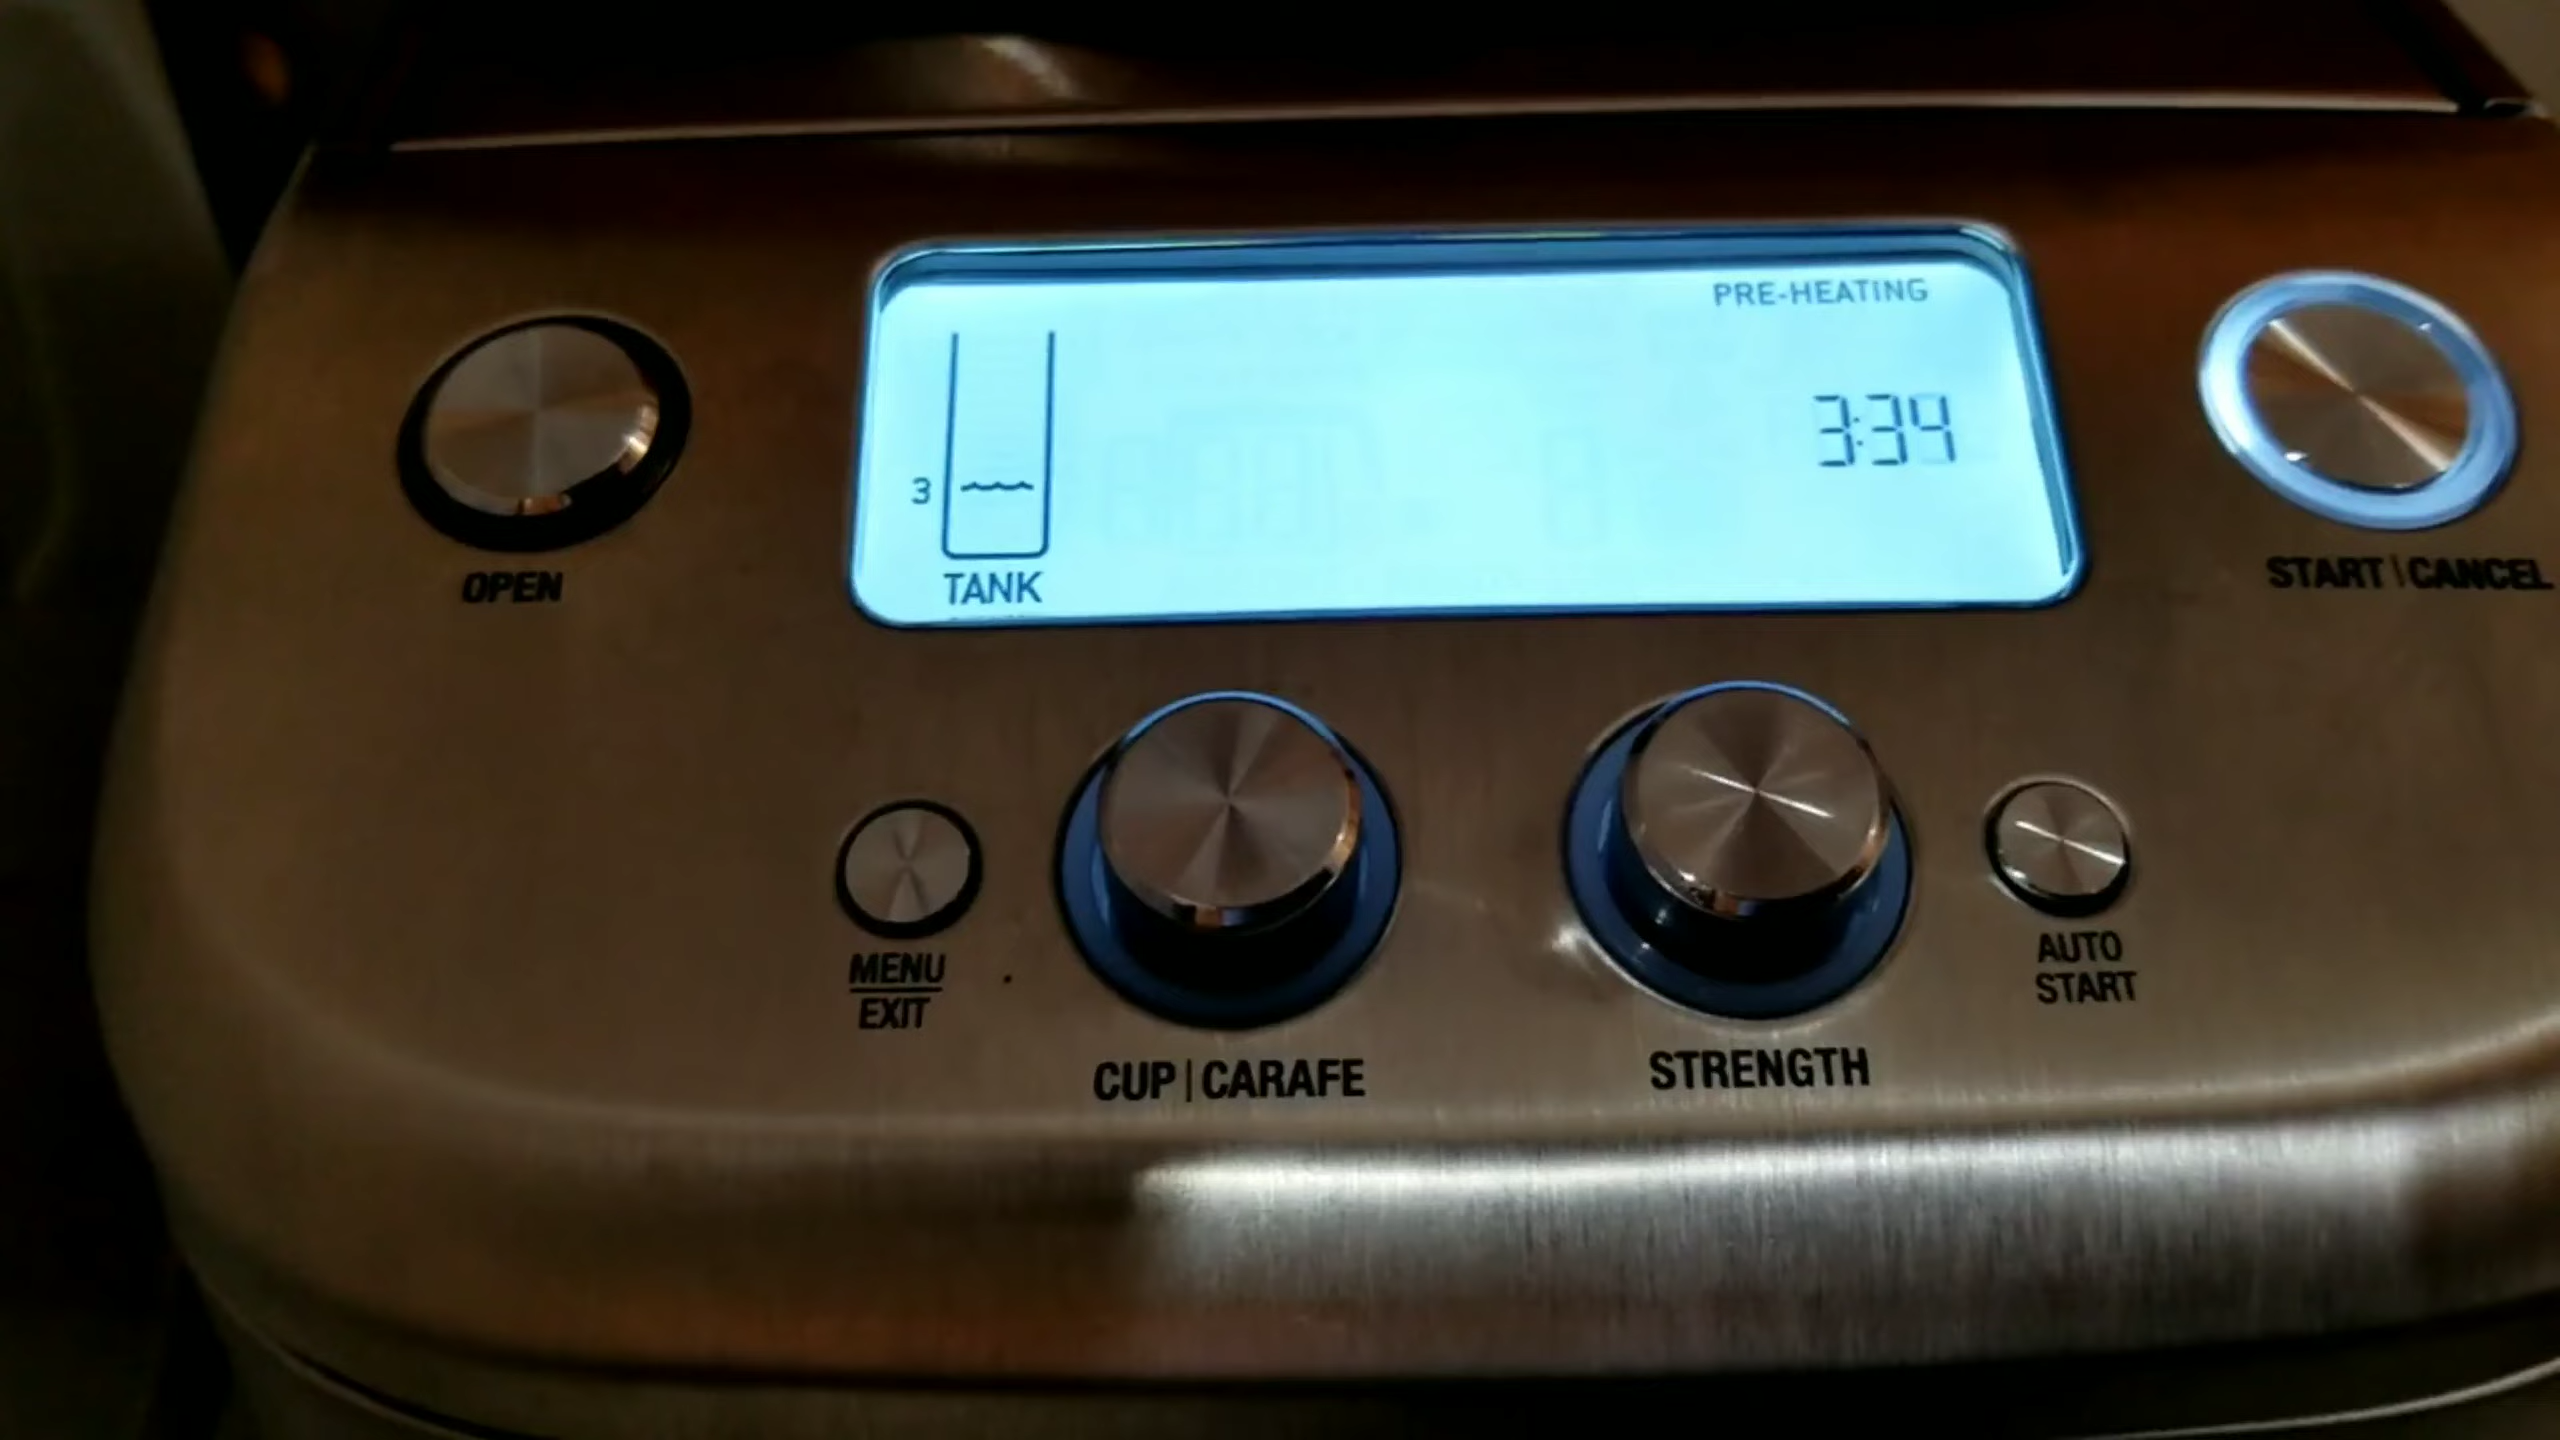 PRE-HEATING
3:34
3
TANK
OPEN
START | CANCEL
MENU
EXIT
CUP | CARAFE
STRENGTH
AUTO
START